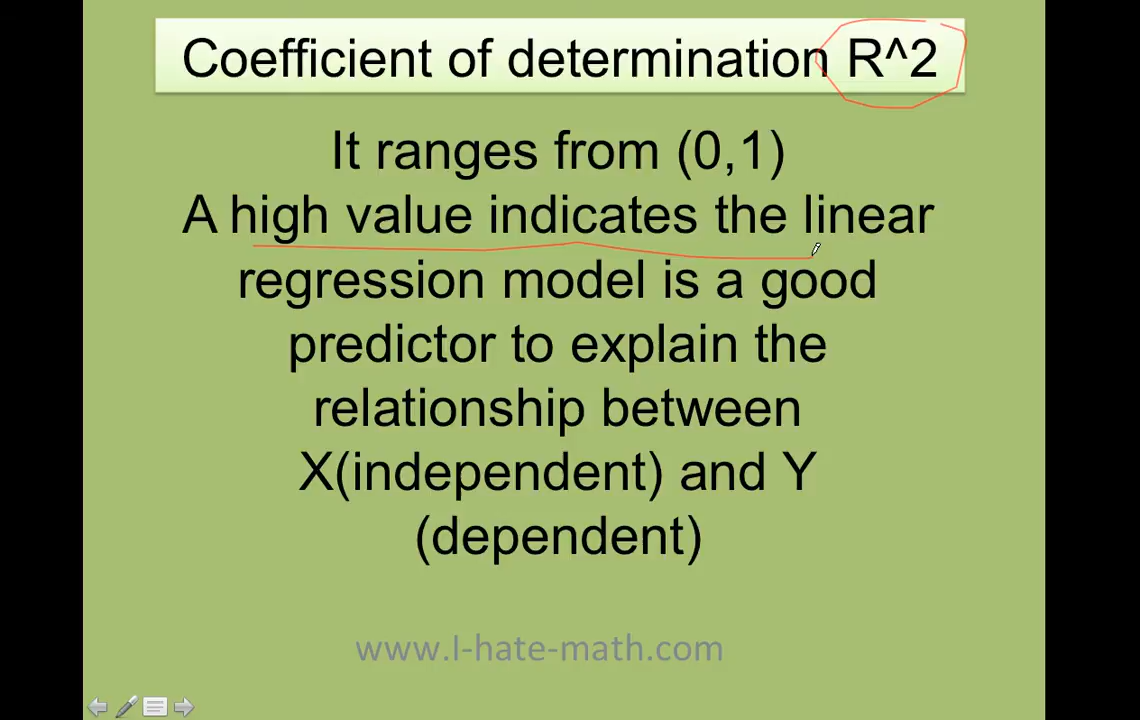 Coefficient of determination R^2
It ranges from (0,1)
A high value indicates the linear
regression model is a good
predictor to explain the
relationship between
X(independent) and Y
(dependent)
www.I-hate-math.com